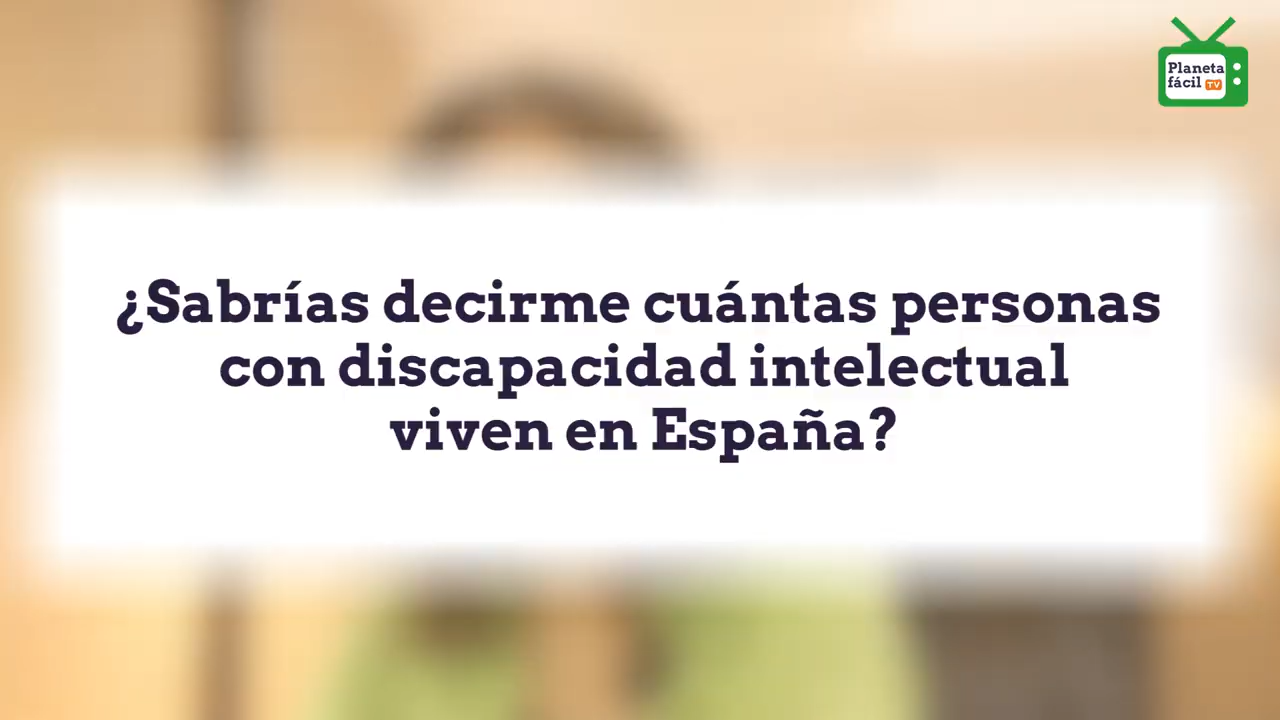 Planeta
fácil TV
¿Sabrías decirme cuántas personas
con discapacidad intelectual
viven en España?